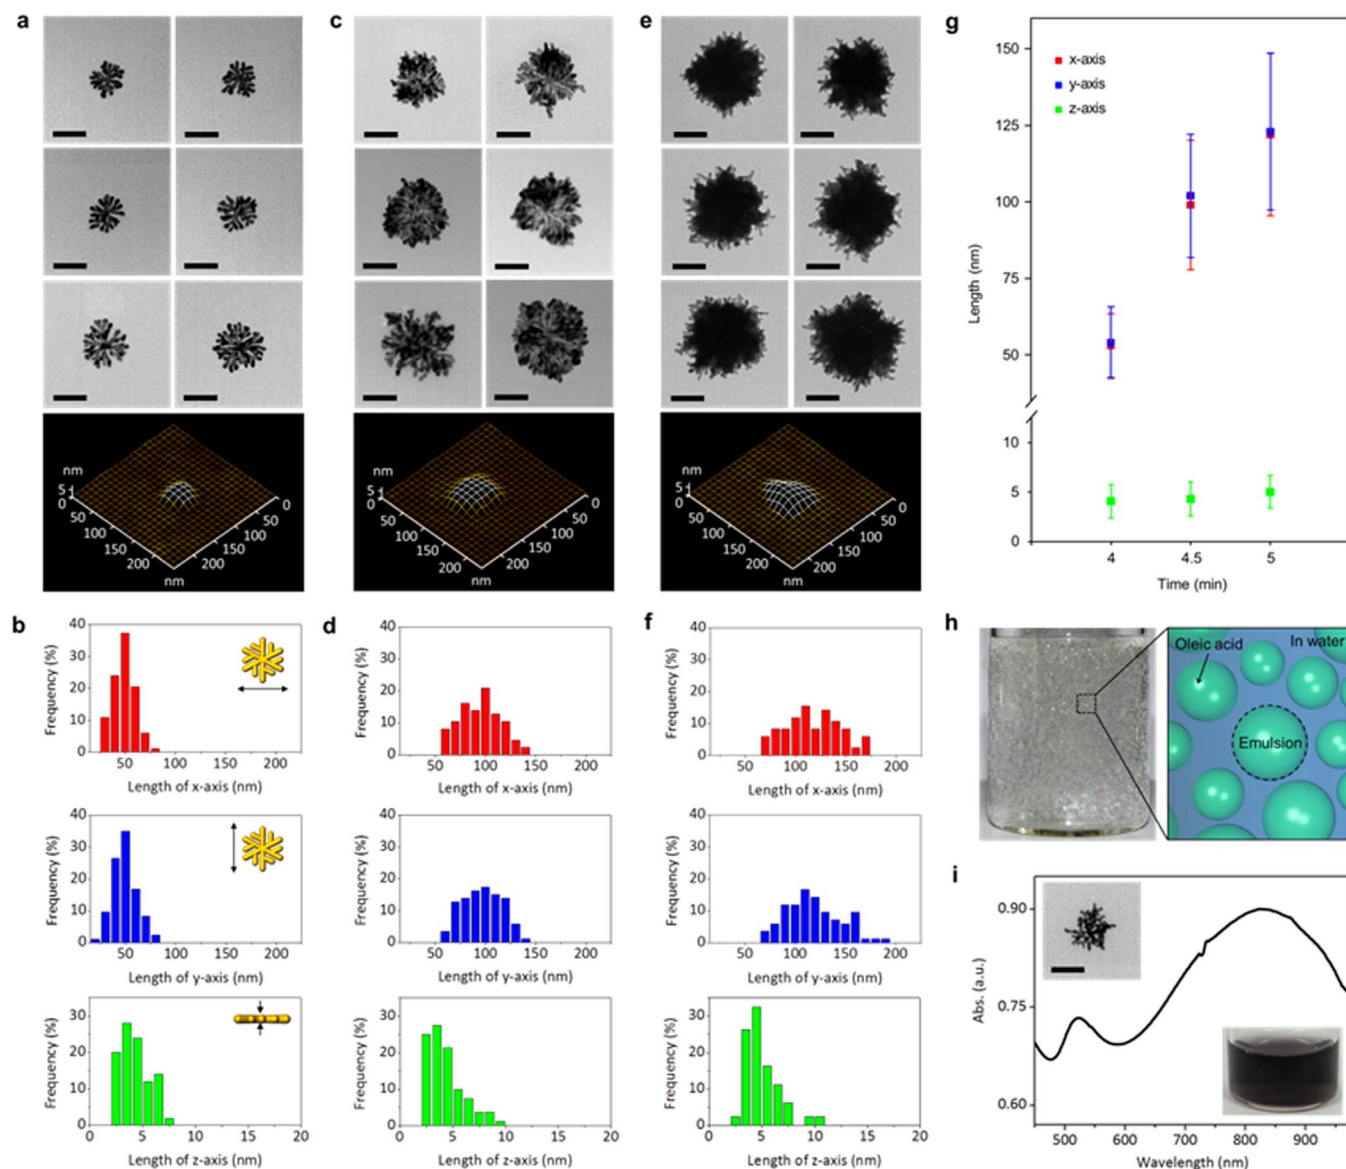 a
c
e
g
nm
5
0
50
100
150
200
nm
0
50
100
150
200
nm
5
0
50
100
150
200
nm
0
50
100
150
200
nm
5
0
50
100
150
200
nm
0
50
100
150
200
150
125
100
75
50
10
5
0
Length (nm)
x-axis
y-axis
z-axis
4 4.5 5
Time (min)
b
Frequency (%)
40
30
20
10
0
50 100 150 200
Length of x-axis (nm)
Frequency (%)
40
30
20
10
0
50 100 150 200
Length of y-axis (nm)
Frequency (%)
30
20
10
0
0 5 10 15 20
Length of z-axis (nm)
d
Frequency (%)
40
30
20
10
0
50 100 150 200
Length of x-axis (nm)
Frequency (%)
40
30
20
10
0
50 100 150 200
Length of y-axis (nm)
Frequency (%)
30
20
10
0
0 5 10 15 20
Length of z-axis (nm)
f
Frequency (%)
40
30
20
10
0
50 100 150 200
Length of x-axis (nm)
Frequency (%)
40
30
20
10
0
50 100 150 200
Length of y-axis (nm)
Frequency (%)
30
20
10
0
0 5 10 15 20
Length of z-axis (nm)
h
Oleic acid
In water
Emulsion
i
Abs. (a.u.)
0.90
0.75
0.60
500 600 700 800 900
Wavelength (nm)